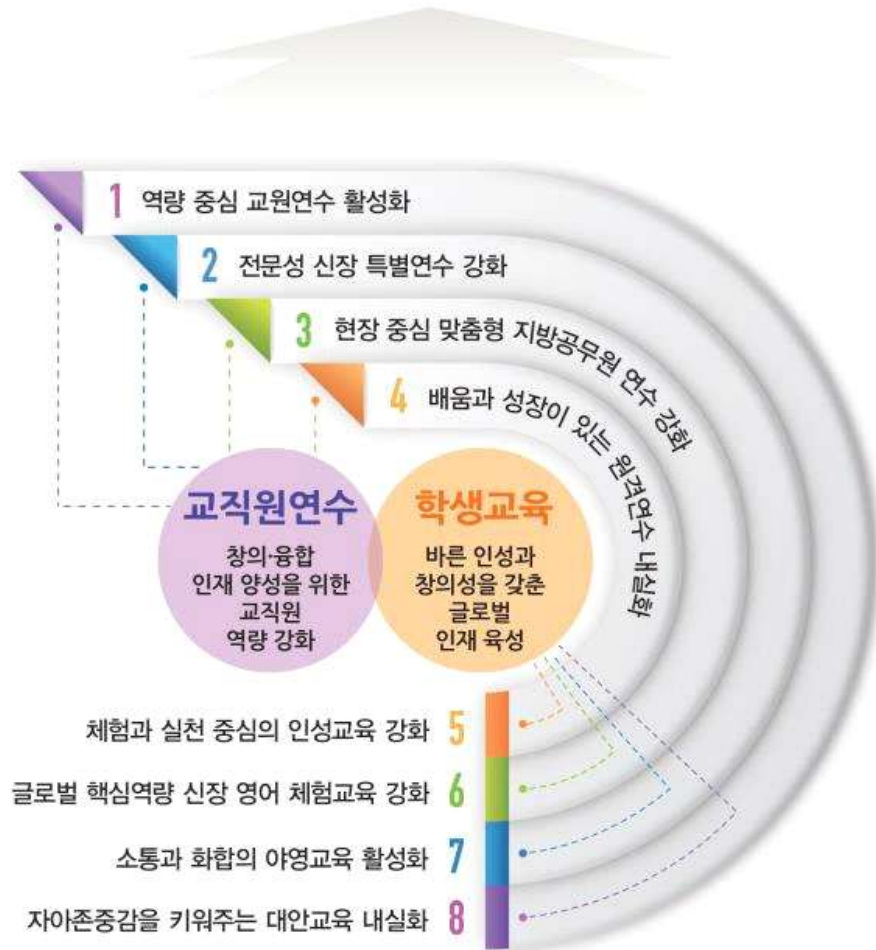 1 역량 중심 교원연수 활성화
2 전문성 신장 특별연수 강화
3 현장 중심 맞춤형 지방공무원 연수 강화
4 배움과 성장이 있는 원격연수 내실화
교직원연수
창의·융합
인재 양성을 위한
교직원
역량 강화
학생교육
바른 인성과
창의성을 갖춘
글로벌
인재 육성
체험과 실천 중심의 인성교육 강화 5
글로벌 핵심역량 신장 영어 체험교육 강화 6
소통과 화합의 야영교육 활성화 7
자아존중감을 키워주는 대안교육 내실화 8